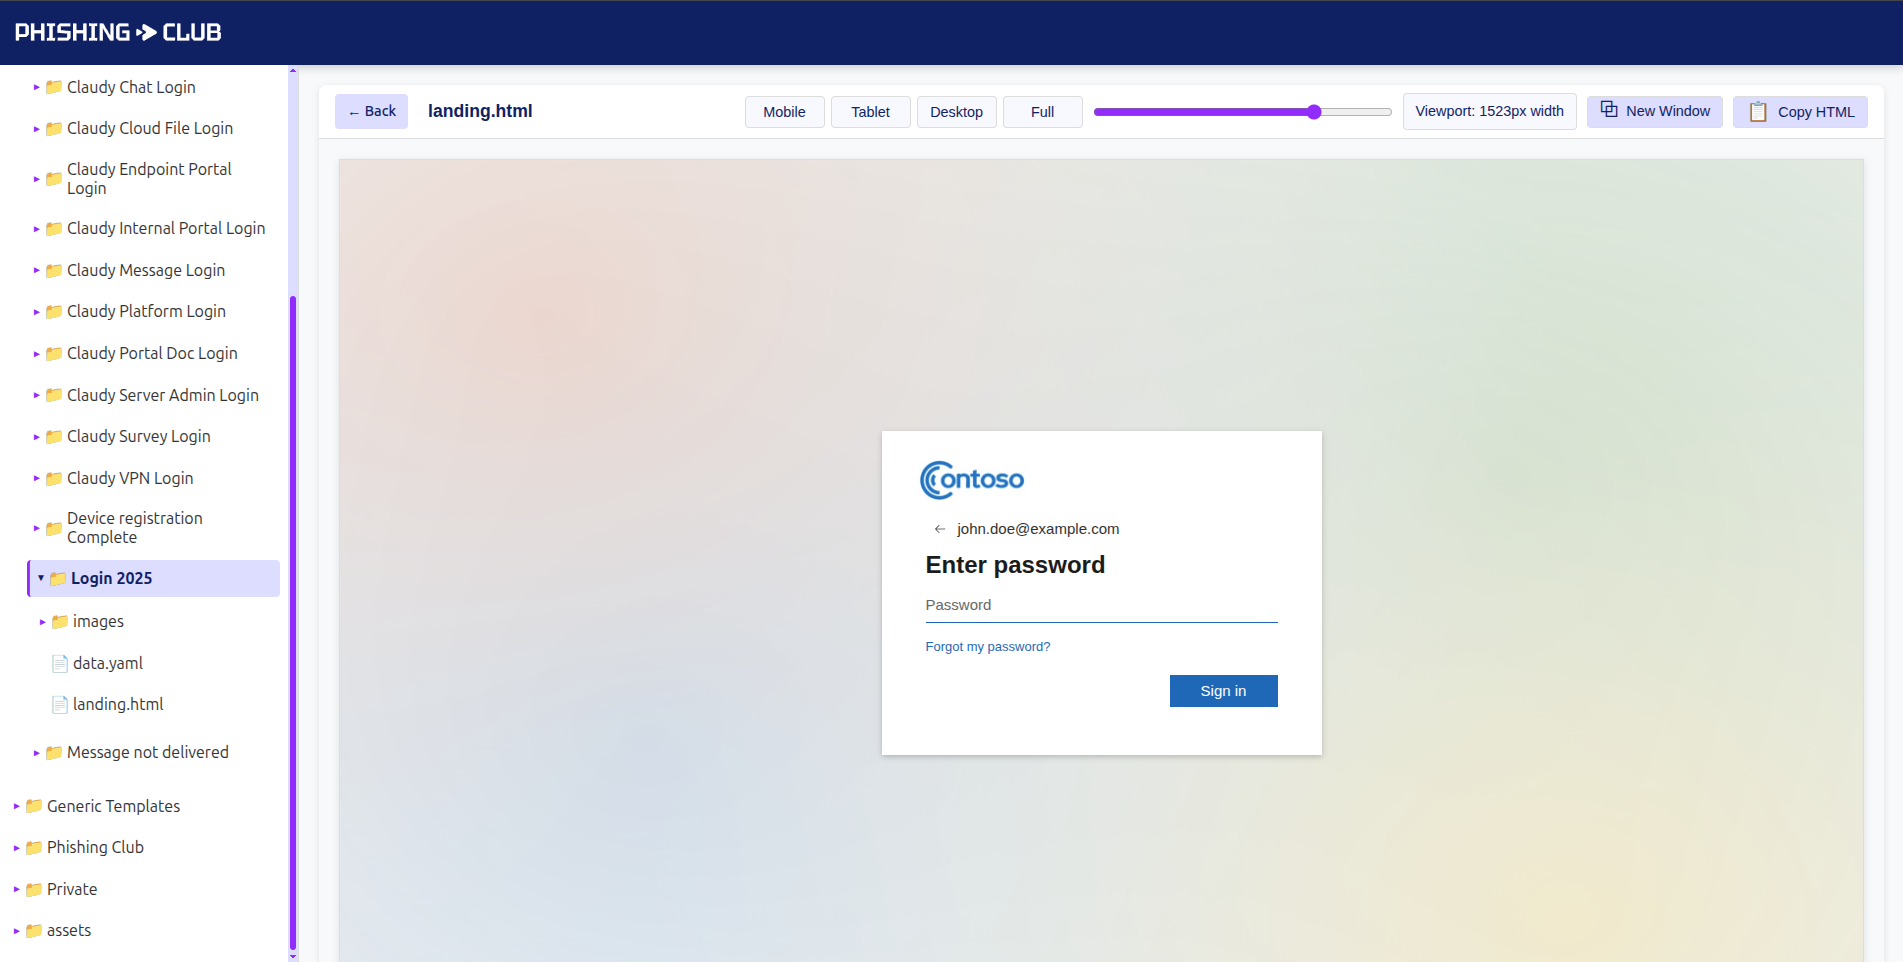 PHISHING CLUB
Claudy Chat Login
Claudy Cloud File Login
Claudy Endpoint Portal
Login
Claudy Internal Portal Login
Claudy Message Login
Claudy Platform Login
Claudy Portal Doc Login
Claudy Server Admin Login
Claudy Survey Login
Claudy VPN Login
Device registration
Complete
Login 2025
images
data.yaml
landing.html
Message not delivered
Generic Templates
Phishing Club
Private
assets
← Back
landing.html
Mobile
Tablet
Desktop
Full
Viewport: 1523px width
New Window
Copy HTML
Contoso
john.doe@example.com
Enter password
Password
Forgot my password?
Sign in